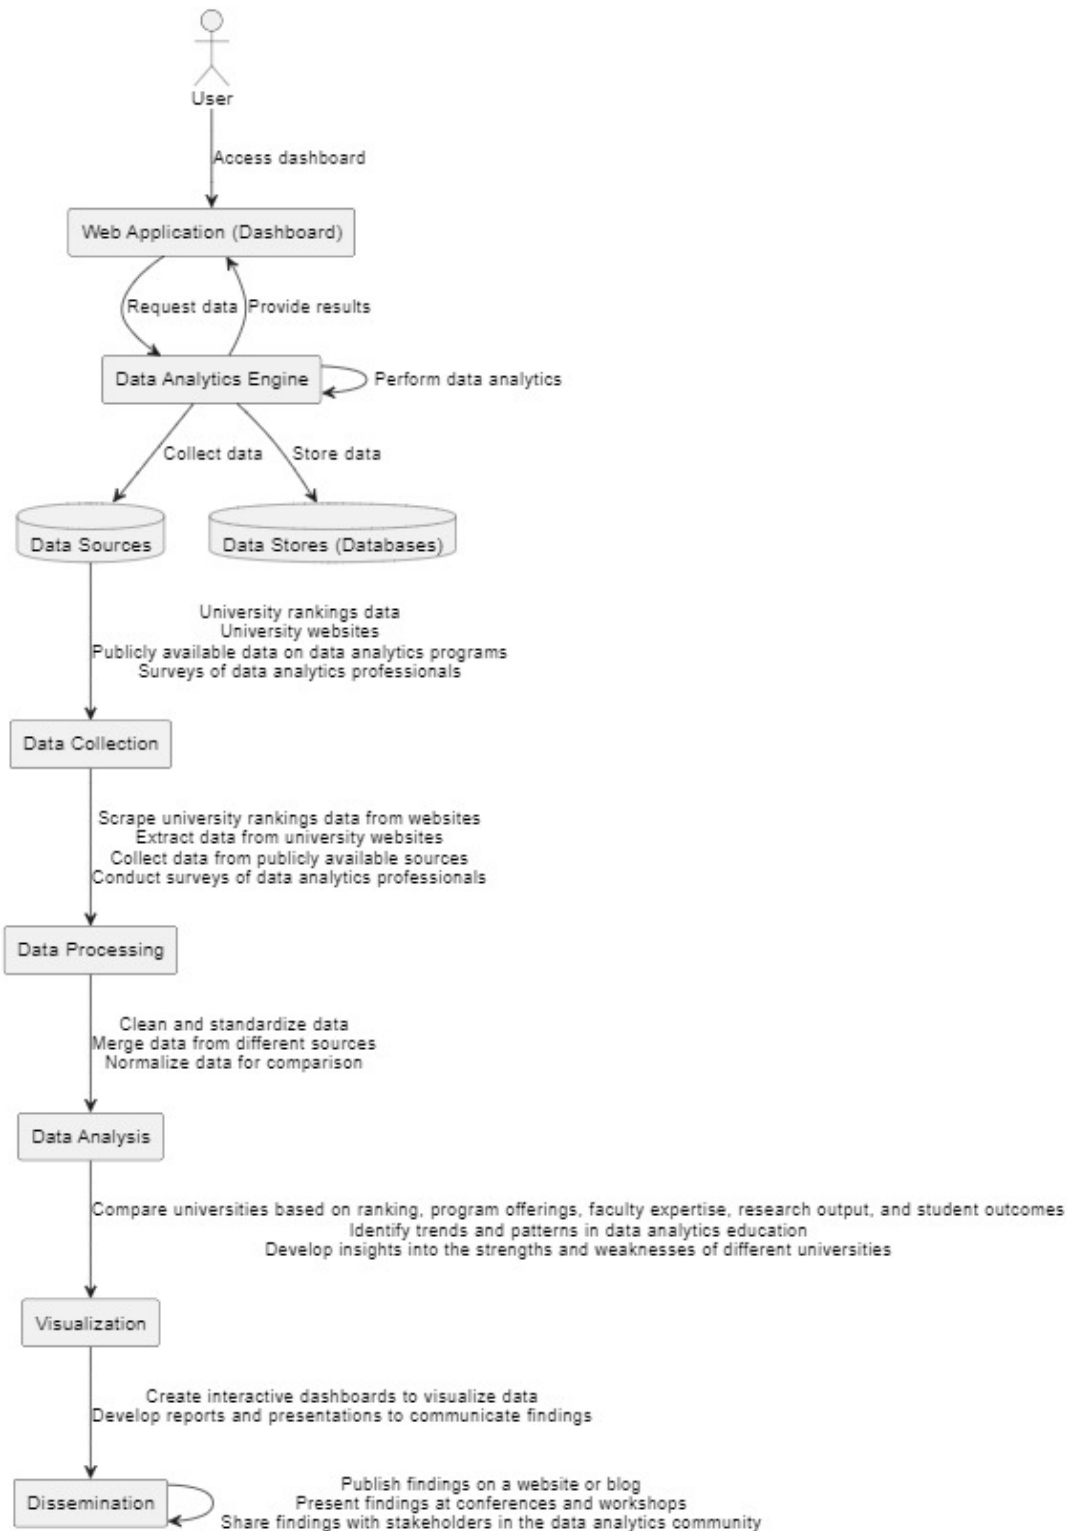 User
Access dashboard
Web Application (Dashboard)
Request data
Provide results
Data Analytics Engine
Perform data analytics
Collect data
Store data
Data Sources
Data Stores (Databases)
University rankings data
University websites
Publicly available data on data analytics programs
Surveys of data analytics professionals
Data Collection
Scrape university rankings data from websites
Extract data from university websites
Collect data from publicly available sources
Conduct surveys of data analytics professionals
Data Processing
Clean and standardize data
Merge data from different sources
Normalize data for comparison
Data Analysis
Compare universities based on ranking, program offerings, faculty expertise, research output, and student outcomes
Identify trends and patterns in data analytics education
Develop insights into the strengths and weaknesses of different universities
Visualization
Create interactive dashboards to visualize data
Develop reports and presentations to communicate findings
Dissemination
Publish findings on a website or blog
Present findings at conferences and workshops
Share findings with stakeholders in the data analytics community